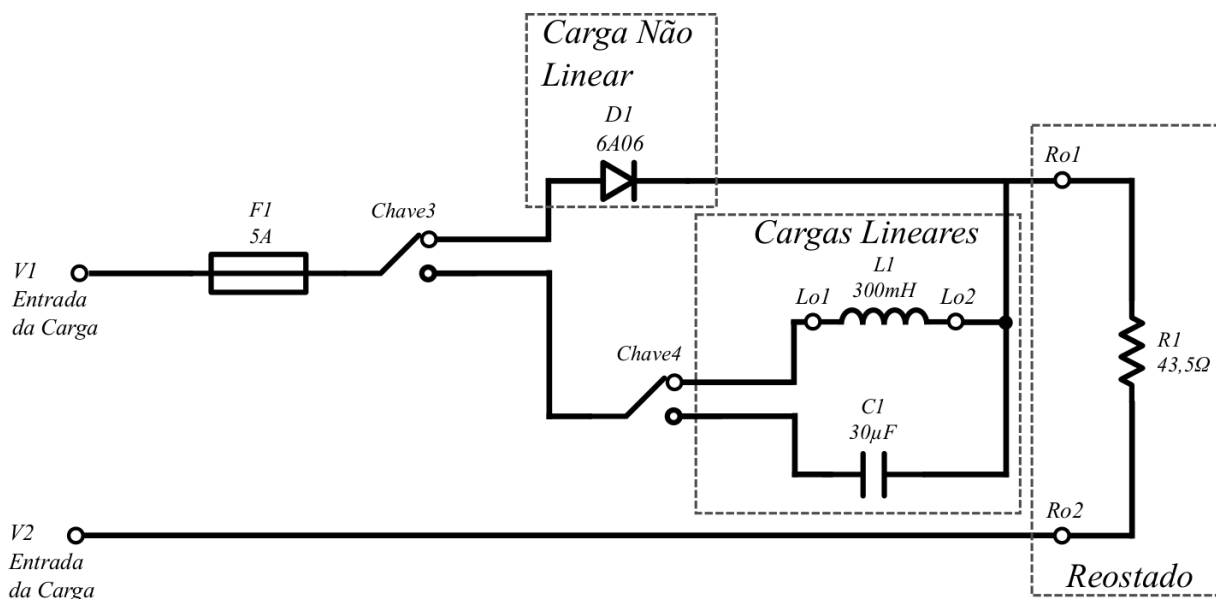 Carga Não
Linear
D1
6A06
Ro1
F1
5A
Chave3
Cargas Lineares
V1
Entrada
da Carga
L1
300mH
Lo1
Lo2
R1
43,5Ω
Chave4
C1
30µF
V2
Entrada
da Carga
Ro2
Reostado